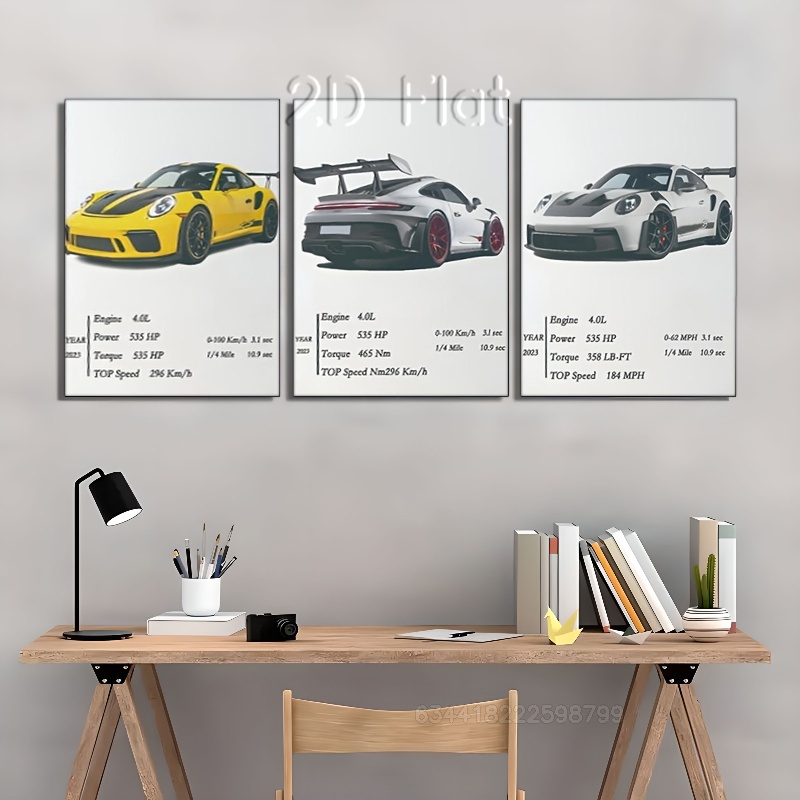 2D Flat
Engine 4.0L
Power 535 HP
YEAR
2023
Torque 535 HP
TOP Speed 296 Km/h
0-100 Km/h 3.1 sec
1/4 Mile 10.9 sec
Engine 4.0L
Power 535 HP
YEAR
2023
Torque 465 Nm
TOP Speed Nm296 Km/h
0-100 Km/h 3.1 sec
1/4 Mile 10.9 sec
Engine 4.0L
Power 535 HP
YEAR
2023
Torque 358 LB-FT
TOP Speed 184 MPH
0-62 MPH 3.1 sec
1/4 Mile 10.9 sec
634418222598799